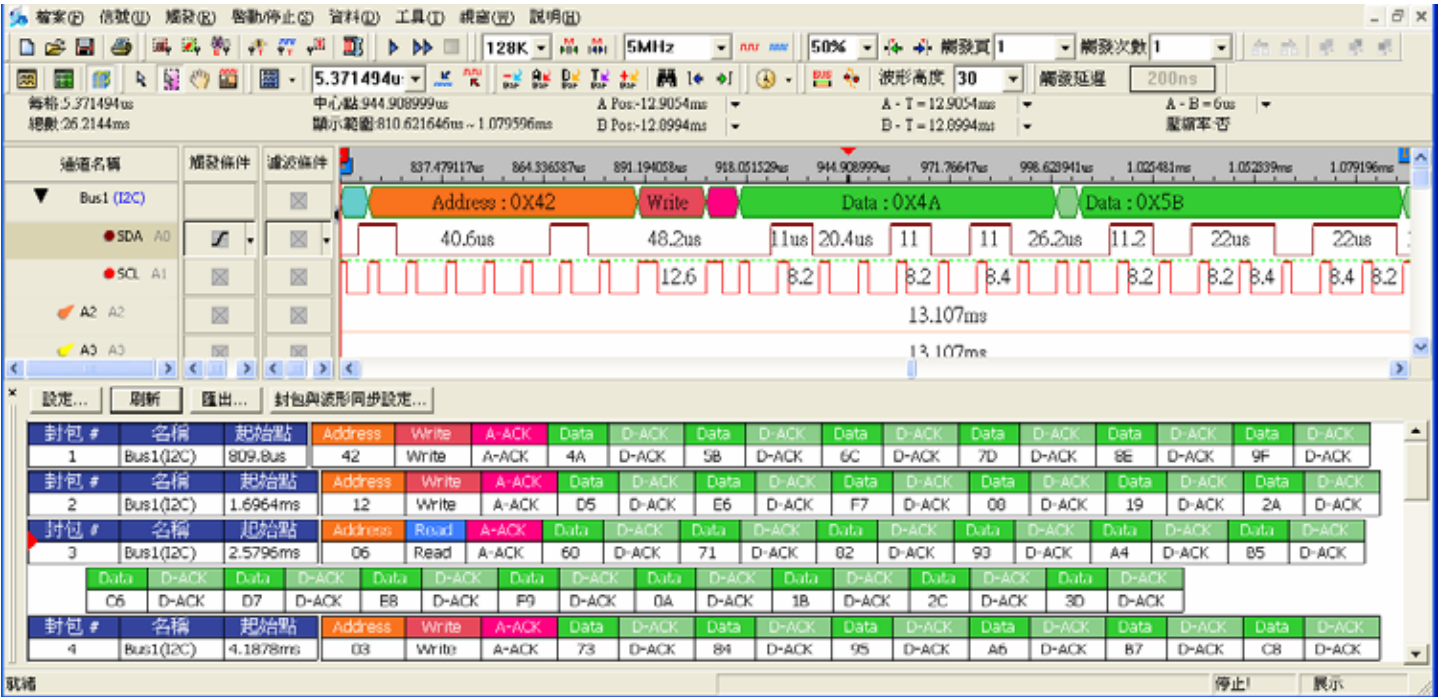 檔案(F) 信號(U) 觸發(R) 啓動/停止(S) 資料(D) 工具(T) 視窗(W) 說明(H)
128K 5MHz 50% 觸發頁 1 觸發次數 1
5.371494u 波形高度 30 觸發延遲 200ns
每格:5.371494us 中心點:944.908999us A Pos:-12.9054ms A - T = 12.9054ms A - B = 6us
總數:26.2144ms 顯示範圍:810.621646us ~ 1.079596ms B Pos:-12.8994ms B - T = 12.8994ms 壓縮率:否
通道名稱 觸發條件 濾波條件 837.479117us 864.336587us 891.194058us 918.051529us 944.908999us 971.76647us 998.623941us 1.025481ms 1.052339ms 1.079196ms
Bus1 (I2C) Address : 0X42 Write Data : 0X4A Data : 0X5B
SDA A0 40.6us 48.2us 11us 20.4us 11 11 26.2us 11.2 22us 22us
SCL A1 12.6 8.2 8.2 8.4 8.2 8.2 8.4 8.4 8.2
A2 A2 13.107ms
A3 A3 13.107ms
設定... 刷新 匯出... 封包與波形同步設定...
封包 # 名稱 起始點 Address Write A-ACK Data D-ACK Data D-ACK Data D-ACK Data D-ACK Data D-ACK Data D-ACK
1 Bus1(I2C) 809.8us 42 Write A-ACK 4A D-ACK 5B D-ACK 6C D-ACK 7D D-ACK 8E D-ACK 9F D-ACK
封包 # 名稱 起始點 Address Write A-ACK Data D-ACK Data D-ACK Data D-ACK Data D-ACK Data D-ACK Data D-ACK
2 Bus1(I2C) 1.6964ms 12 Write A-ACK D5 D-ACK E6 D-ACK F7 D-ACK 08 D-ACK 19 D-ACK 2A D-ACK
封包 # 名稱 起始點 Address Read A-ACK Data D-ACK Data D-ACK Data D-ACK Data D-ACK Data D-ACK Data D-ACK
3 Bus1(I2C) 2.5796ms 06 Read A-ACK 60 D-ACK 71 D-ACK 82 D-ACK 93 D-ACK A4 D-ACK B5 D-ACK
Data D-ACK Data D-ACK Data D-ACK Data D-ACK Data D-ACK Data D-ACK Data D-ACK Data D-ACK
C6 D-ACK D7 D-ACK E8 D-ACK F9 D-ACK 0A D-ACK 1B D-ACK 2C D-ACK 3D D-ACK
封包 # 名稱 起始點 Address Write A-ACK Data D-ACK Data D-ACK Data D-ACK Data D-ACK Data D-ACK Data D-ACK
4 Bus1(I2C) 4.1878ms 03 Write A-ACK 73 D-ACK 84 D-ACK 95 D-ACK A6 D-ACK B7 D-ACK C8 D-ACK
就緒 停止! 展示